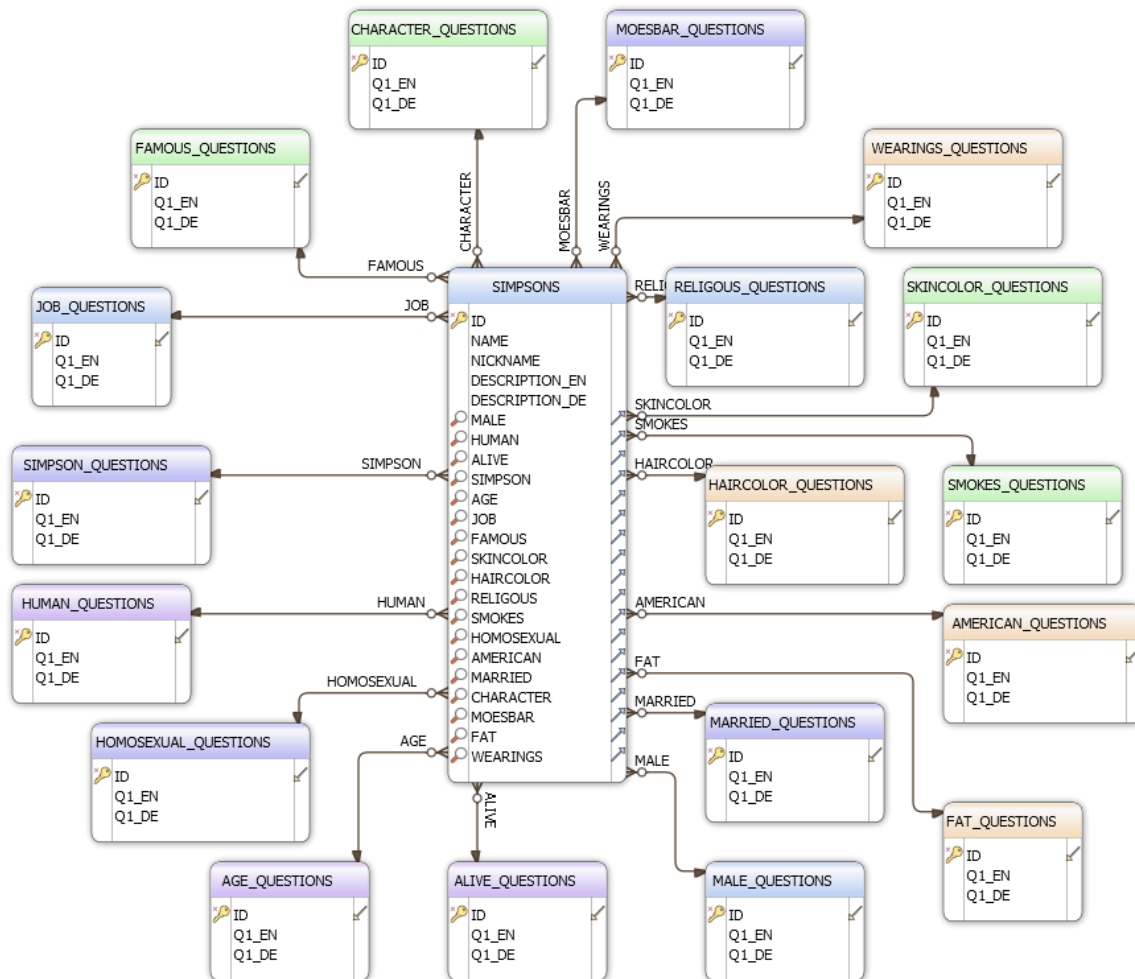 CHARACTER_QUESTIONS
ID
Q1_EN
Q1_DE
MOESBAR_QUESTIONS
ID
Q1_EN
Q1_DE
FAMOUS_QUESTIONS
ID
Q1_EN
Q1_DE
WEARINGS_QUESTIONS
ID
Q1_EN
Q1_DE
CHARACTER
MOESBAR
WEARINGS
FAMOUS
JOB
JOB_QUESTIONS
ID
Q1_EN
Q1_DE
SIMPSONS
ID
NAME
NICKNAME
DESCRIPTION_EN
DESCRIPTION_DE
MALE
HUMAN
ALIVE
SIMPSON
AGE
JOB
FAMOUS
SKINCOLOR
HAIRCOLOR
RELIGOUS
SMOKES
HOMOSEXUAL
AMERICAN
MARRIED
CHARACTER
MOESBAR
FAT
WEARINGS
RELIGOUS_QUESTIONS
ID
Q1_EN
Q1_DE
SKINCOLOR_QUESTIONS
ID
Q1_EN
Q1_DE
SKINCOLOR
SMOKES
HAIRCOLOR
SIMPSON
SIMPSON_QUESTIONS
ID
Q1_EN
Q1_DE
HAIRCOLOR_QUESTIONS
ID
Q1_EN
Q1_DE
SMOKES_QUESTIONS
ID
Q1_EN
Q1_DE
HUMAN
HUMAN_QUESTIONS
ID
Q1_EN
Q1_DE
AMERICAN
AMERICAN_QUESTIONS
ID
Q1_EN
Q1_DE
FAT
HOMOSEXUAL
MARRIED
HOMOSEXUAL_QUESTIONS
ID
Q1_EN
Q1_DE
MARRIED_QUESTIONS
ID
Q1_EN
Q1_DE
AGE
MALE
ALIVE
FAT_QUESTIONS
ID
Q1_EN
Q1_DE
AGE_QUESTIONS
ID
Q1_EN
Q1_DE
ALIVE_QUESTIONS
ID
Q1_EN
Q1_DE
MALE_QUESTIONS
ID
Q1_EN
Q1_DE